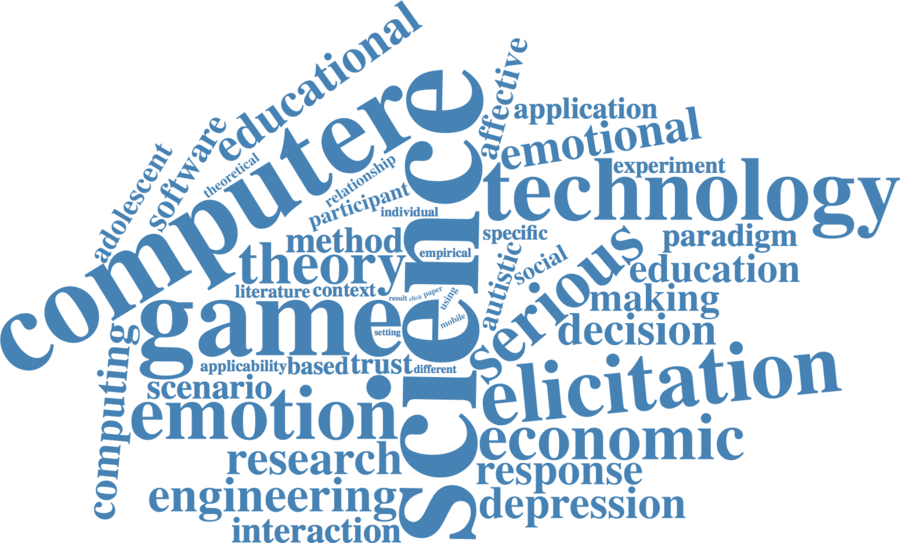 educational
computere
science
affective
application
emotional
experiment
technology
software
adolescent
theoretical
relationship
participant
individual
method
theory
empirical
specific
paradigm
autistic
social
serious
education
literature
context
result
elicit
paper
using
mobile
making
game
setting
decision
computing
applicability
based
trust
different
scenario
elicitation
emotion
economic
research
response
engineering
depression
interaction